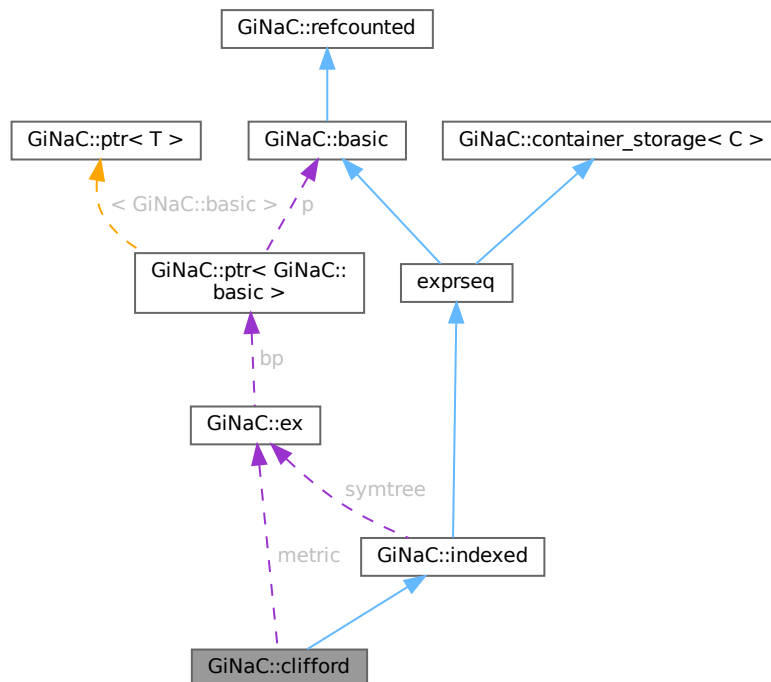 GiNaC::refcounted
GiNaC::ptr< T >
GiNaC::basic
GiNaC::container_storage< C >
< GiNaC::basic >
p
GiNaC::ptr< GiNaC::
basic >
exprseq
bp
GiNaC::ex
symtree
metric
GiNaC::indexed
GiNaC::clifford